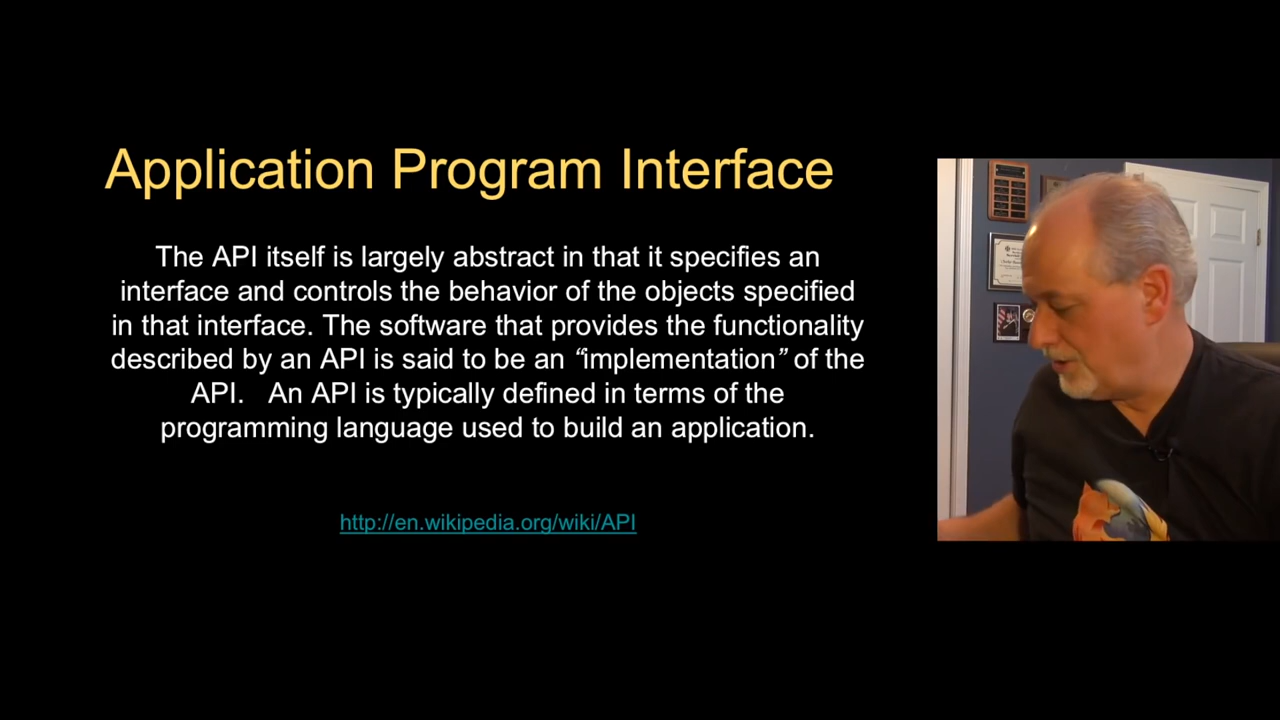 Application Program Interface
The API itself is largely abstract in that it specifies an
interface and controls the behavior of the objects specified
in that interface. The software that provides the functionality
described by an API is said to be an “implementation” of the
API.   An API is typically defined in terms of the
programming language used to build an application.
http://en.wikipedia.org/wiki/API